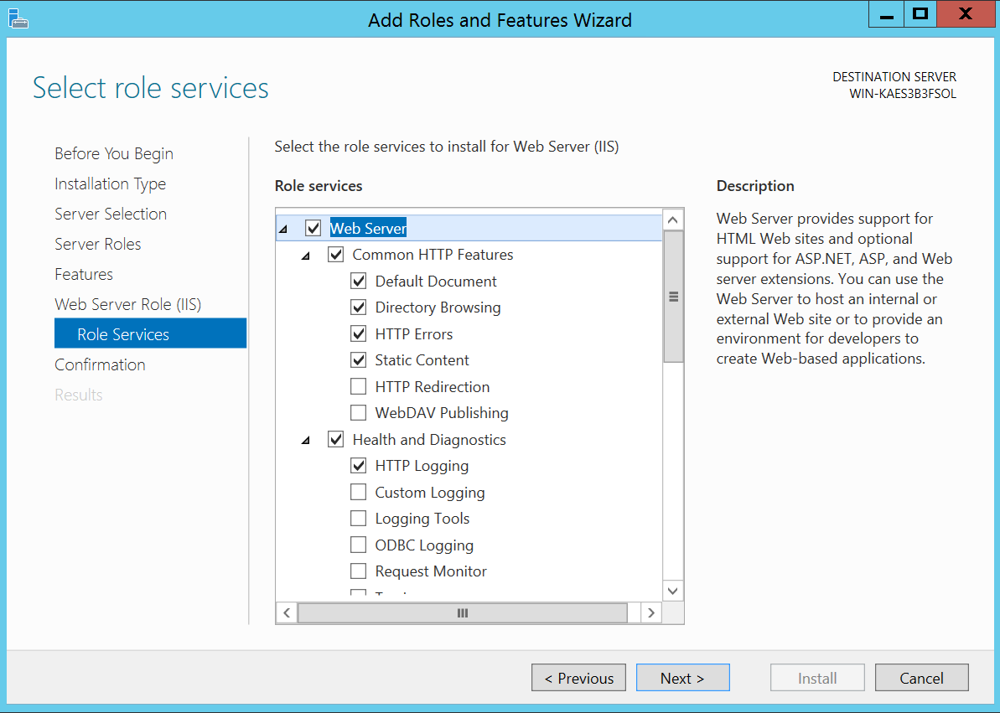 Add Roles and Features Wizard
Select role services
DESTINATION SERVER
WIN-KAES3B3FSOL
Before You Begin
Installation Type
Server Selection
Server Roles
Features
Web Server Role (IIS)
Role Services
Confirmation
Results
Select the role services to install for Web Server (IIS)
Role services
Web Server
Common HTTP Features
Default Document
Directory Browsing
HTTP Errors
Static Content
HTTP Redirection
WebDAV Publishing
Health and Diagnostics
HTTP Logging
Custom Logging
Logging Tools
ODBC Logging
Request Monitor
Description
Web Server provides support for
HTML Web sites and optional
support for ASP.NET, ASP, and Web
server extensions. You can use the
Web Server to host an internal or
external Web site or to provide an
environment for developers to
create Web-based applications.
< Previous
Next >
Install
Cancel